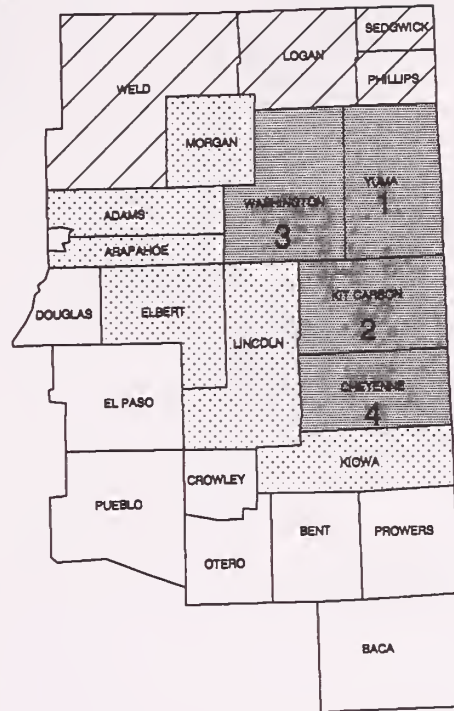 SEDGWICK
LOGAN
PHILLIPS
WELD
MORGAN
YUMA
1
WASHINGTON
3
ADAMS
ARAPAHOE
KIT CARSON
2
DOUGLAS
ELBERT
LINCOLN
CHEYENNE
4
EL PASO
KIOWA
CROWLEY
PUEBLO
BENT
PROWERS
OTERO
BACA